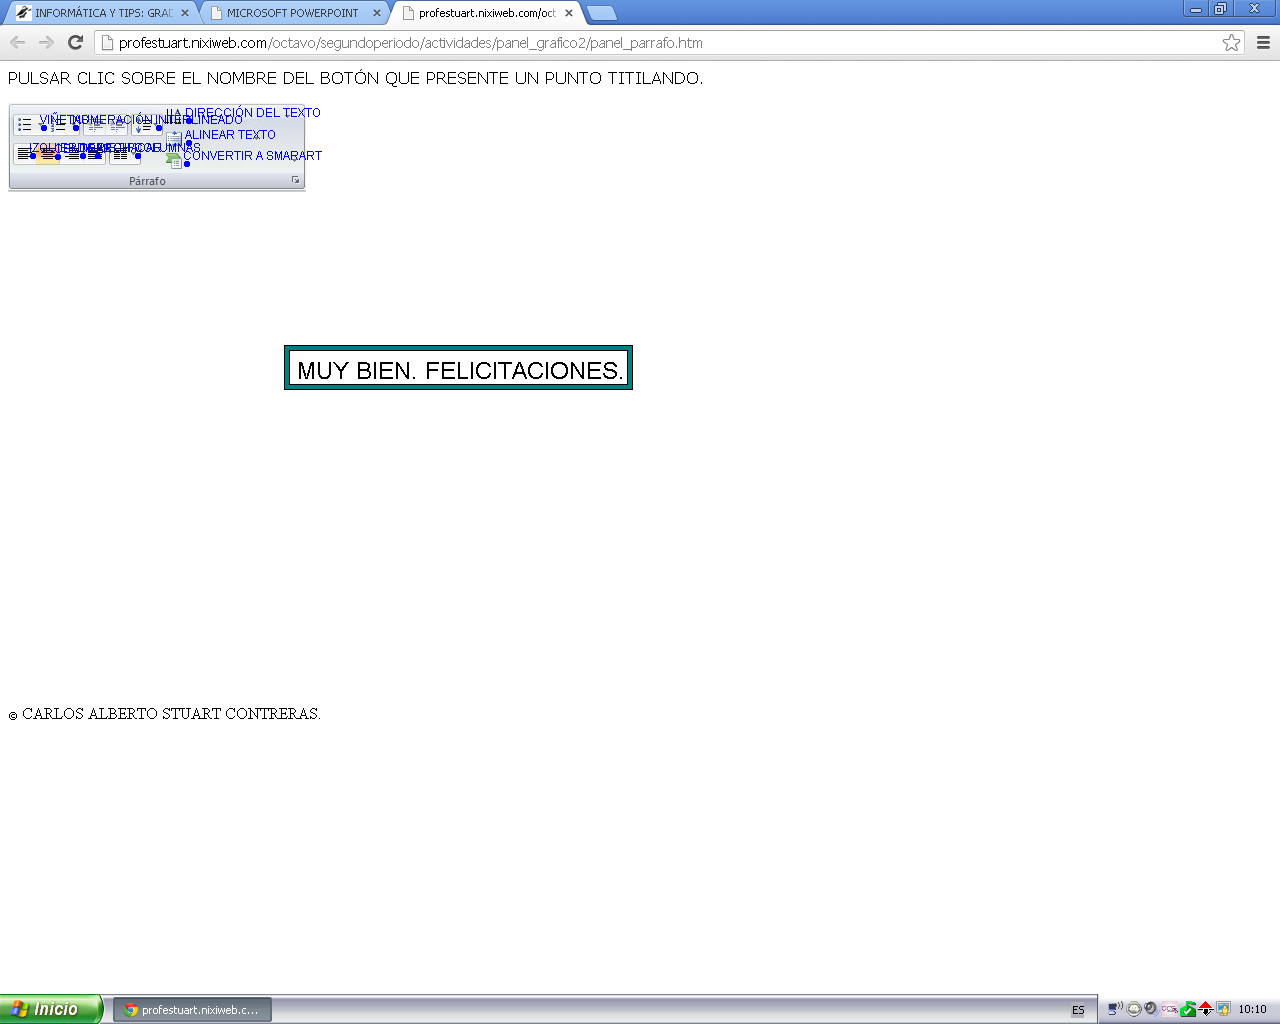 INFORMÁTICA Y TIPS: GRAD
MICROSOFT POWERPOINT
profestuart.nixiweb.com/oct
profestuart.nixiweb.com/octavo/segundoperiodo/actividades/panel_grafico2/panel_parrafo.htm
PULSAR CLIC SOBRE EL NOMBRE DEL BOTÓN QUE PRESENTE UN PUNTO TITILANDO.
DIRECCIÓN DEL TEXTO
INTERLINEADO
ALINEAR TEXTO
CONVERTIR A SMARART
Párrafo
MUY BIEN. FELICITACIONES.
© CARLOS ALBERTO STUART CONTRERAS.
Inicio
profestuart.nixiweb.c...
ES
10:10